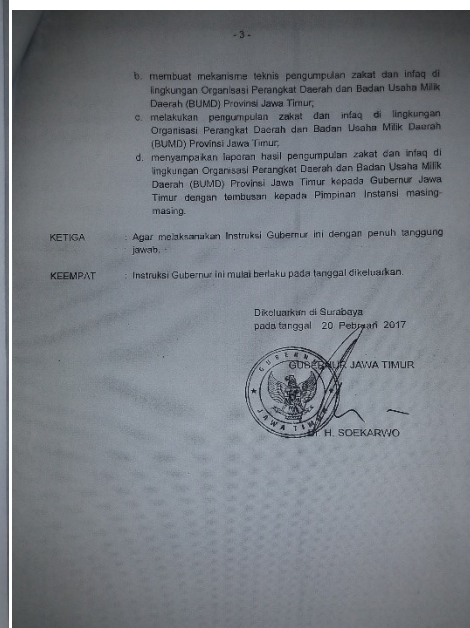 - 3 -
b. membuat mekanisme teknis pengumpulan zakat dan infaq di
lingkungan Organisasi Perangkat Daerah dan Badan Usaha Milik
Daerah (BUMD) Provinsi Jawa Timur;
c. melakukan pengumpulan zakat dan infaq di lingkungan
Organisasi Perangkat Daerah dan Badan Usaha Milik Daerah
(BUMD) Provinsi Jawa Timur;
d. menyampaikan laporan hasil pengumpulan zakat dan infaq di
lingkungan Organisasi Perangkat Daerah dan Badan Usaha Milik
Daerah (BUMD) Provinsi Jawa Timur kepada Gubernur Jawa
Timur dengan tembusan kepada Pimpinan Instansi masing-
masing.
KETIGA : Agar melaksanakan Instruksi Gubernur ini dengan penuh tanggung
jawab.
KEEMPAT : Instruksi Gubernur ini mulai berlaku pada tanggal dikeluarkan.
Dikeluarkan di Surabaya
pada tanggal 20 Pebruari 2017
GUBERNUR JAWA TIMUR
GUBERNUR
JAWA TIMUR
Dr. H. SOEKARWO